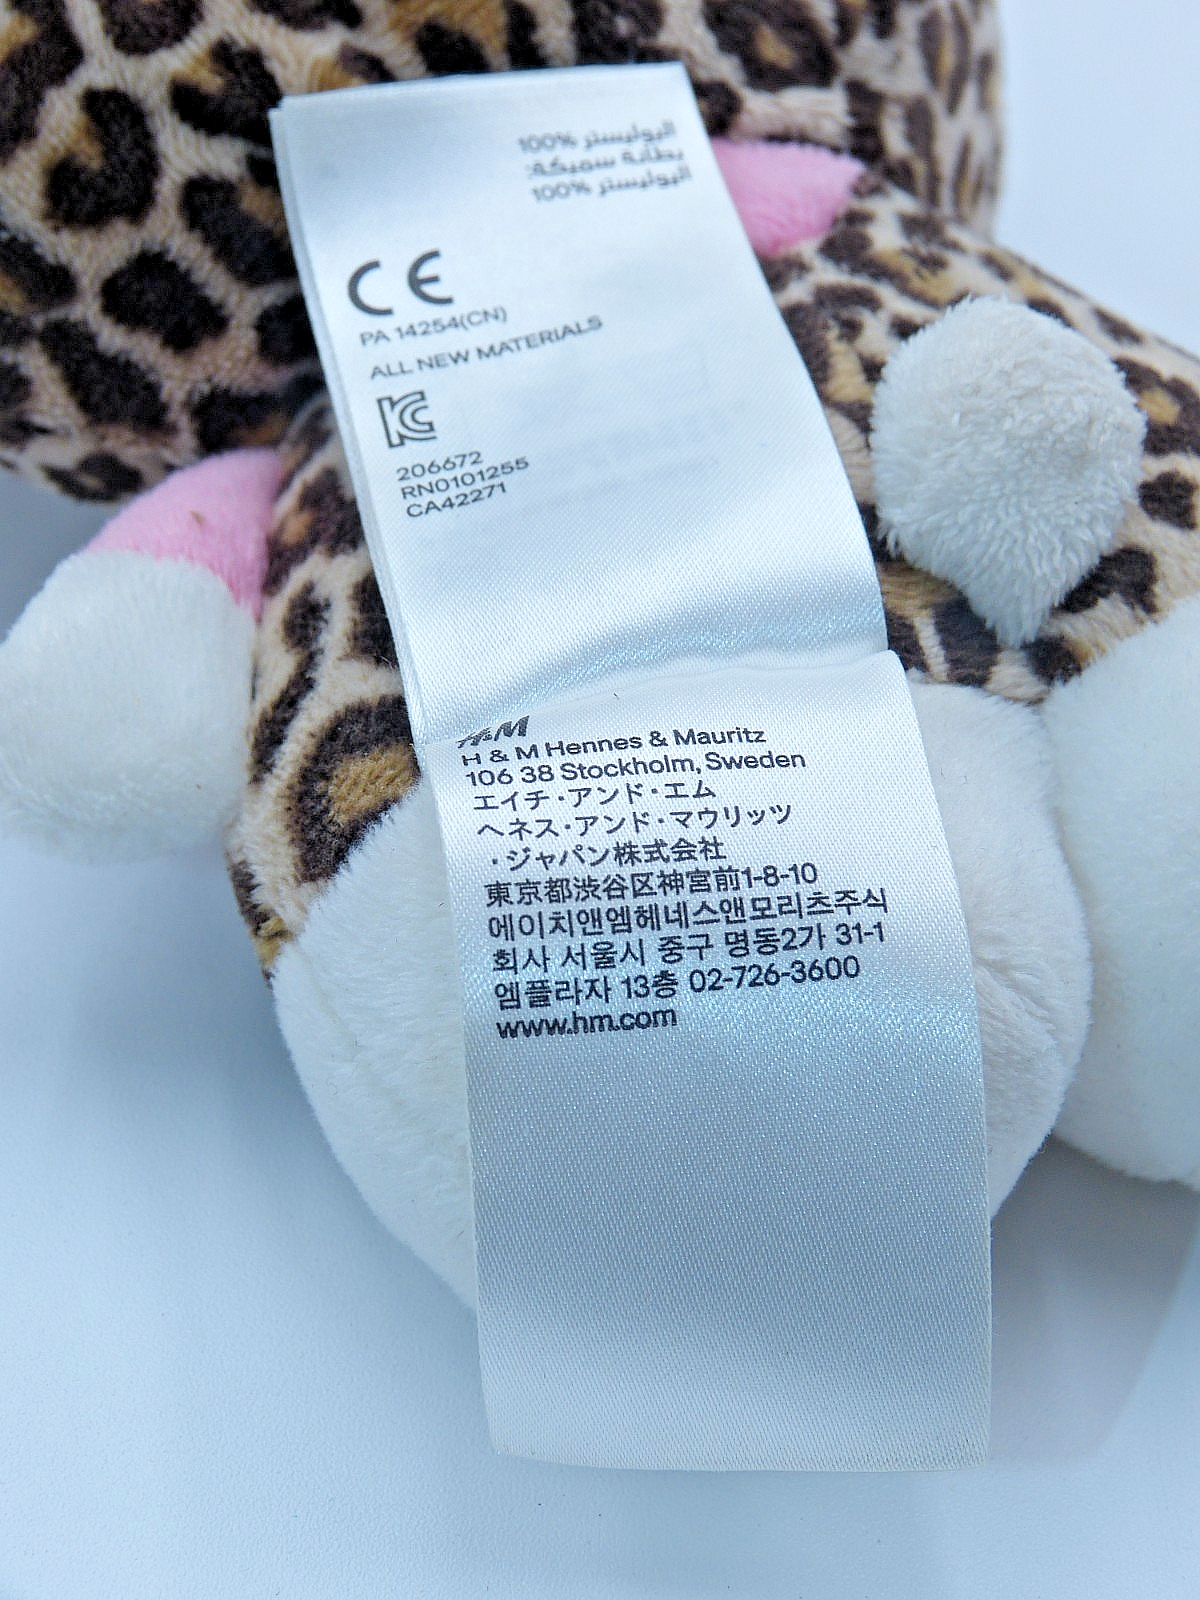 البوليستر %100
بطانة سميكة:
البوليستر %100
CE
PA 14254(CN)
ALL NEW MATERIALS
KC
206672
RN0101255
CA42271
H&M
H & M Hennes & Mauritz
106 38 Stockholm, Sweden
エイチ・アンド・エム
ヘネス・アンド・マウリッツ
・ジャパン株式会社
東京都渋谷区神宮前1-8-10
에이치앤엠헤네스앤모리츠주식
회사 서울시 중구 명동2가 31-1
엠플라자 13층 02-726-3600
www.hm.com